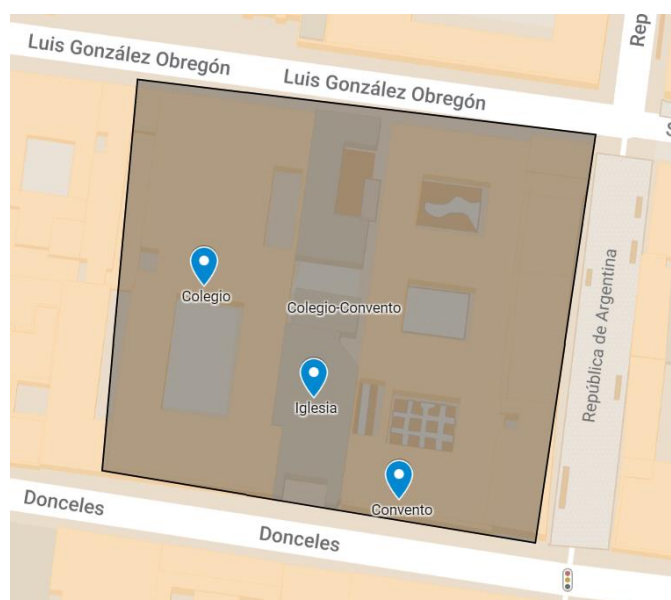 Luis González Obregón
Luis González Obregón
Rep
S
Colegio
Colegio-Convento
República de Argentina
Iglesia
Convento
Donceles
Donceles